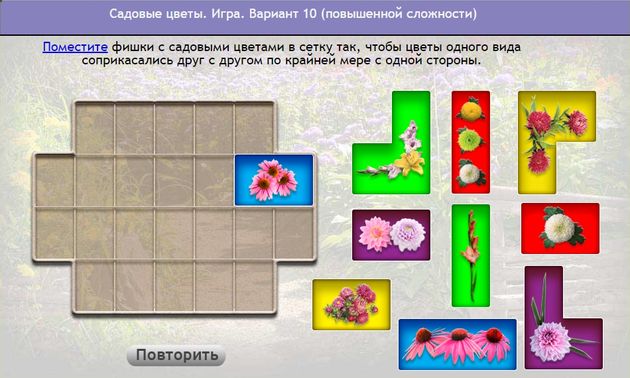 Садовые цветы. Игра. Вариант 10 (повышенной сложности)
Поместите фишки с садовыми цветами в сетку так, чтобы цветы одного вида
соприкасались друг с другом по крайней мере с одной стороны.
Повторить